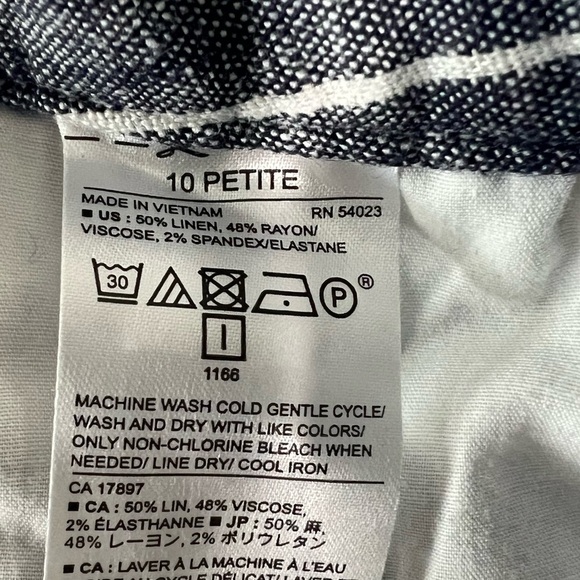 10 PETITE
MADE IN VIETNAM RN 54023
■ US : 50% LINEN, 48% RAYON/
VISCOSE, 2% SPANDEX/ELASTANE
30 P ®
I
1166
MACHINE WASH COLD GENTLE CYCLE/
WASH AND DRY WITH LIKE COLORS/
ONLY NON-CHLORINE BLEACH WHEN
NEEDED/ LINE DRY/ COOL IRON
CA 17897
■ CA : 50% LIN, 48% VISCOSE,
2% ÉLASTHANNE ■ JP : 50% 麻
48% レーヨン, 2% ポリウレタン
■ CA : LAVER À LA MACHINE À L'EAU
CYCLE DÉLICAT/ LAVER